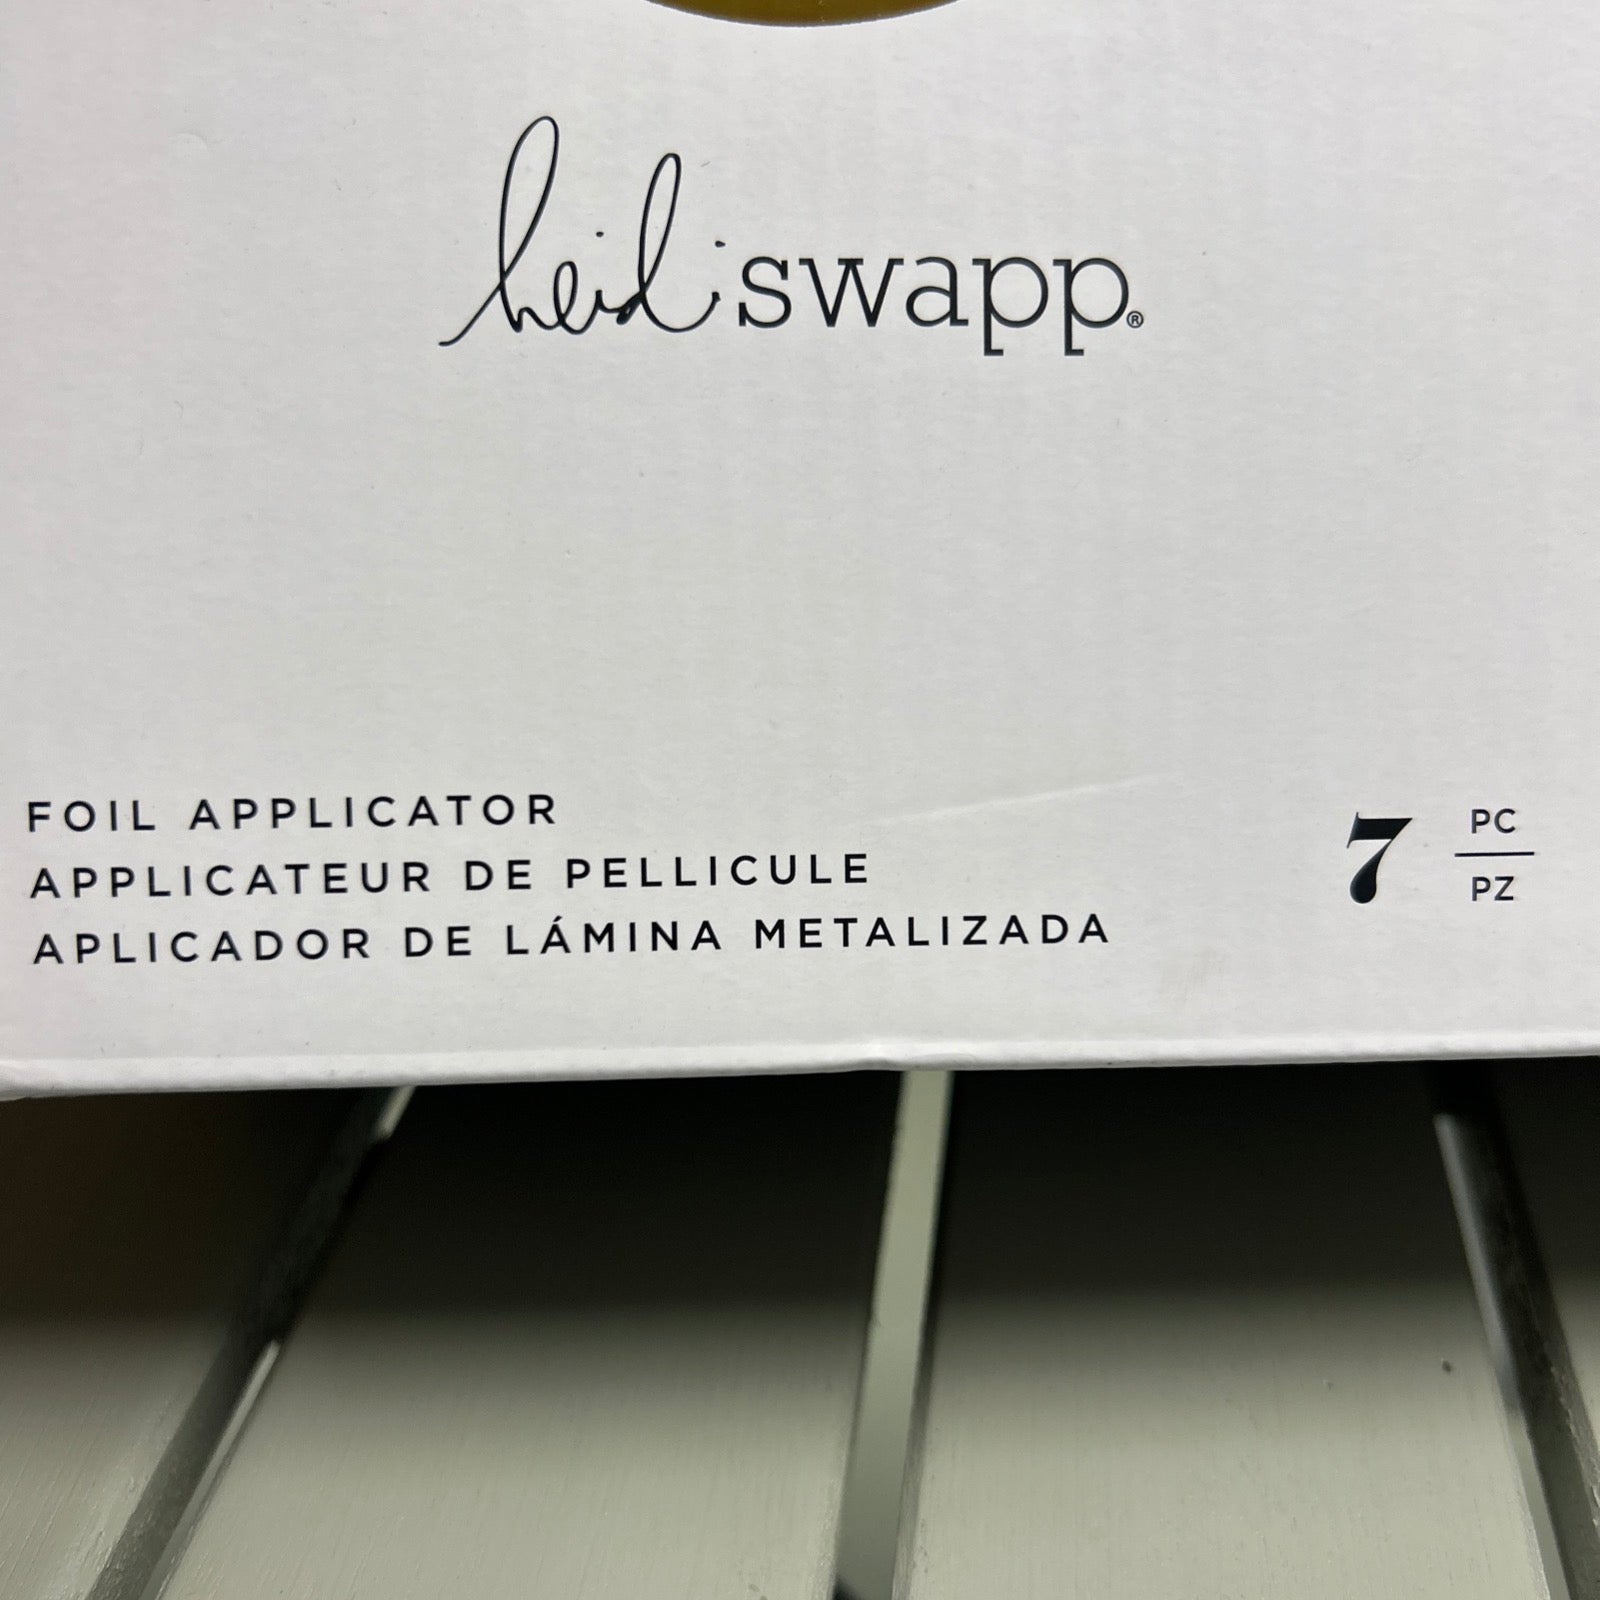 heidi swapp®
FOIL APPLICATOR
APPLICATEUR DE PELLICULE
APLICADOR DE LÁMINA METALIZADA
7
PC
PZ